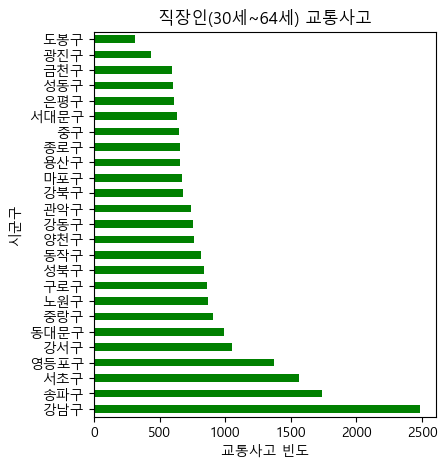 직장인(30세~64세) 교통사고
도봉구
광진구
금천구
성동구
은평구
서대문구
중구
종로구
용산구
마포구
강북구
관악구
강동구
양천구
동작구
성북구
구로구
노원구
중랑구
동대문구
강서구
영등포구
서초구
송파구
강남구
시군구
0 500 1000 1500 2000 2500
교통사고 빈도